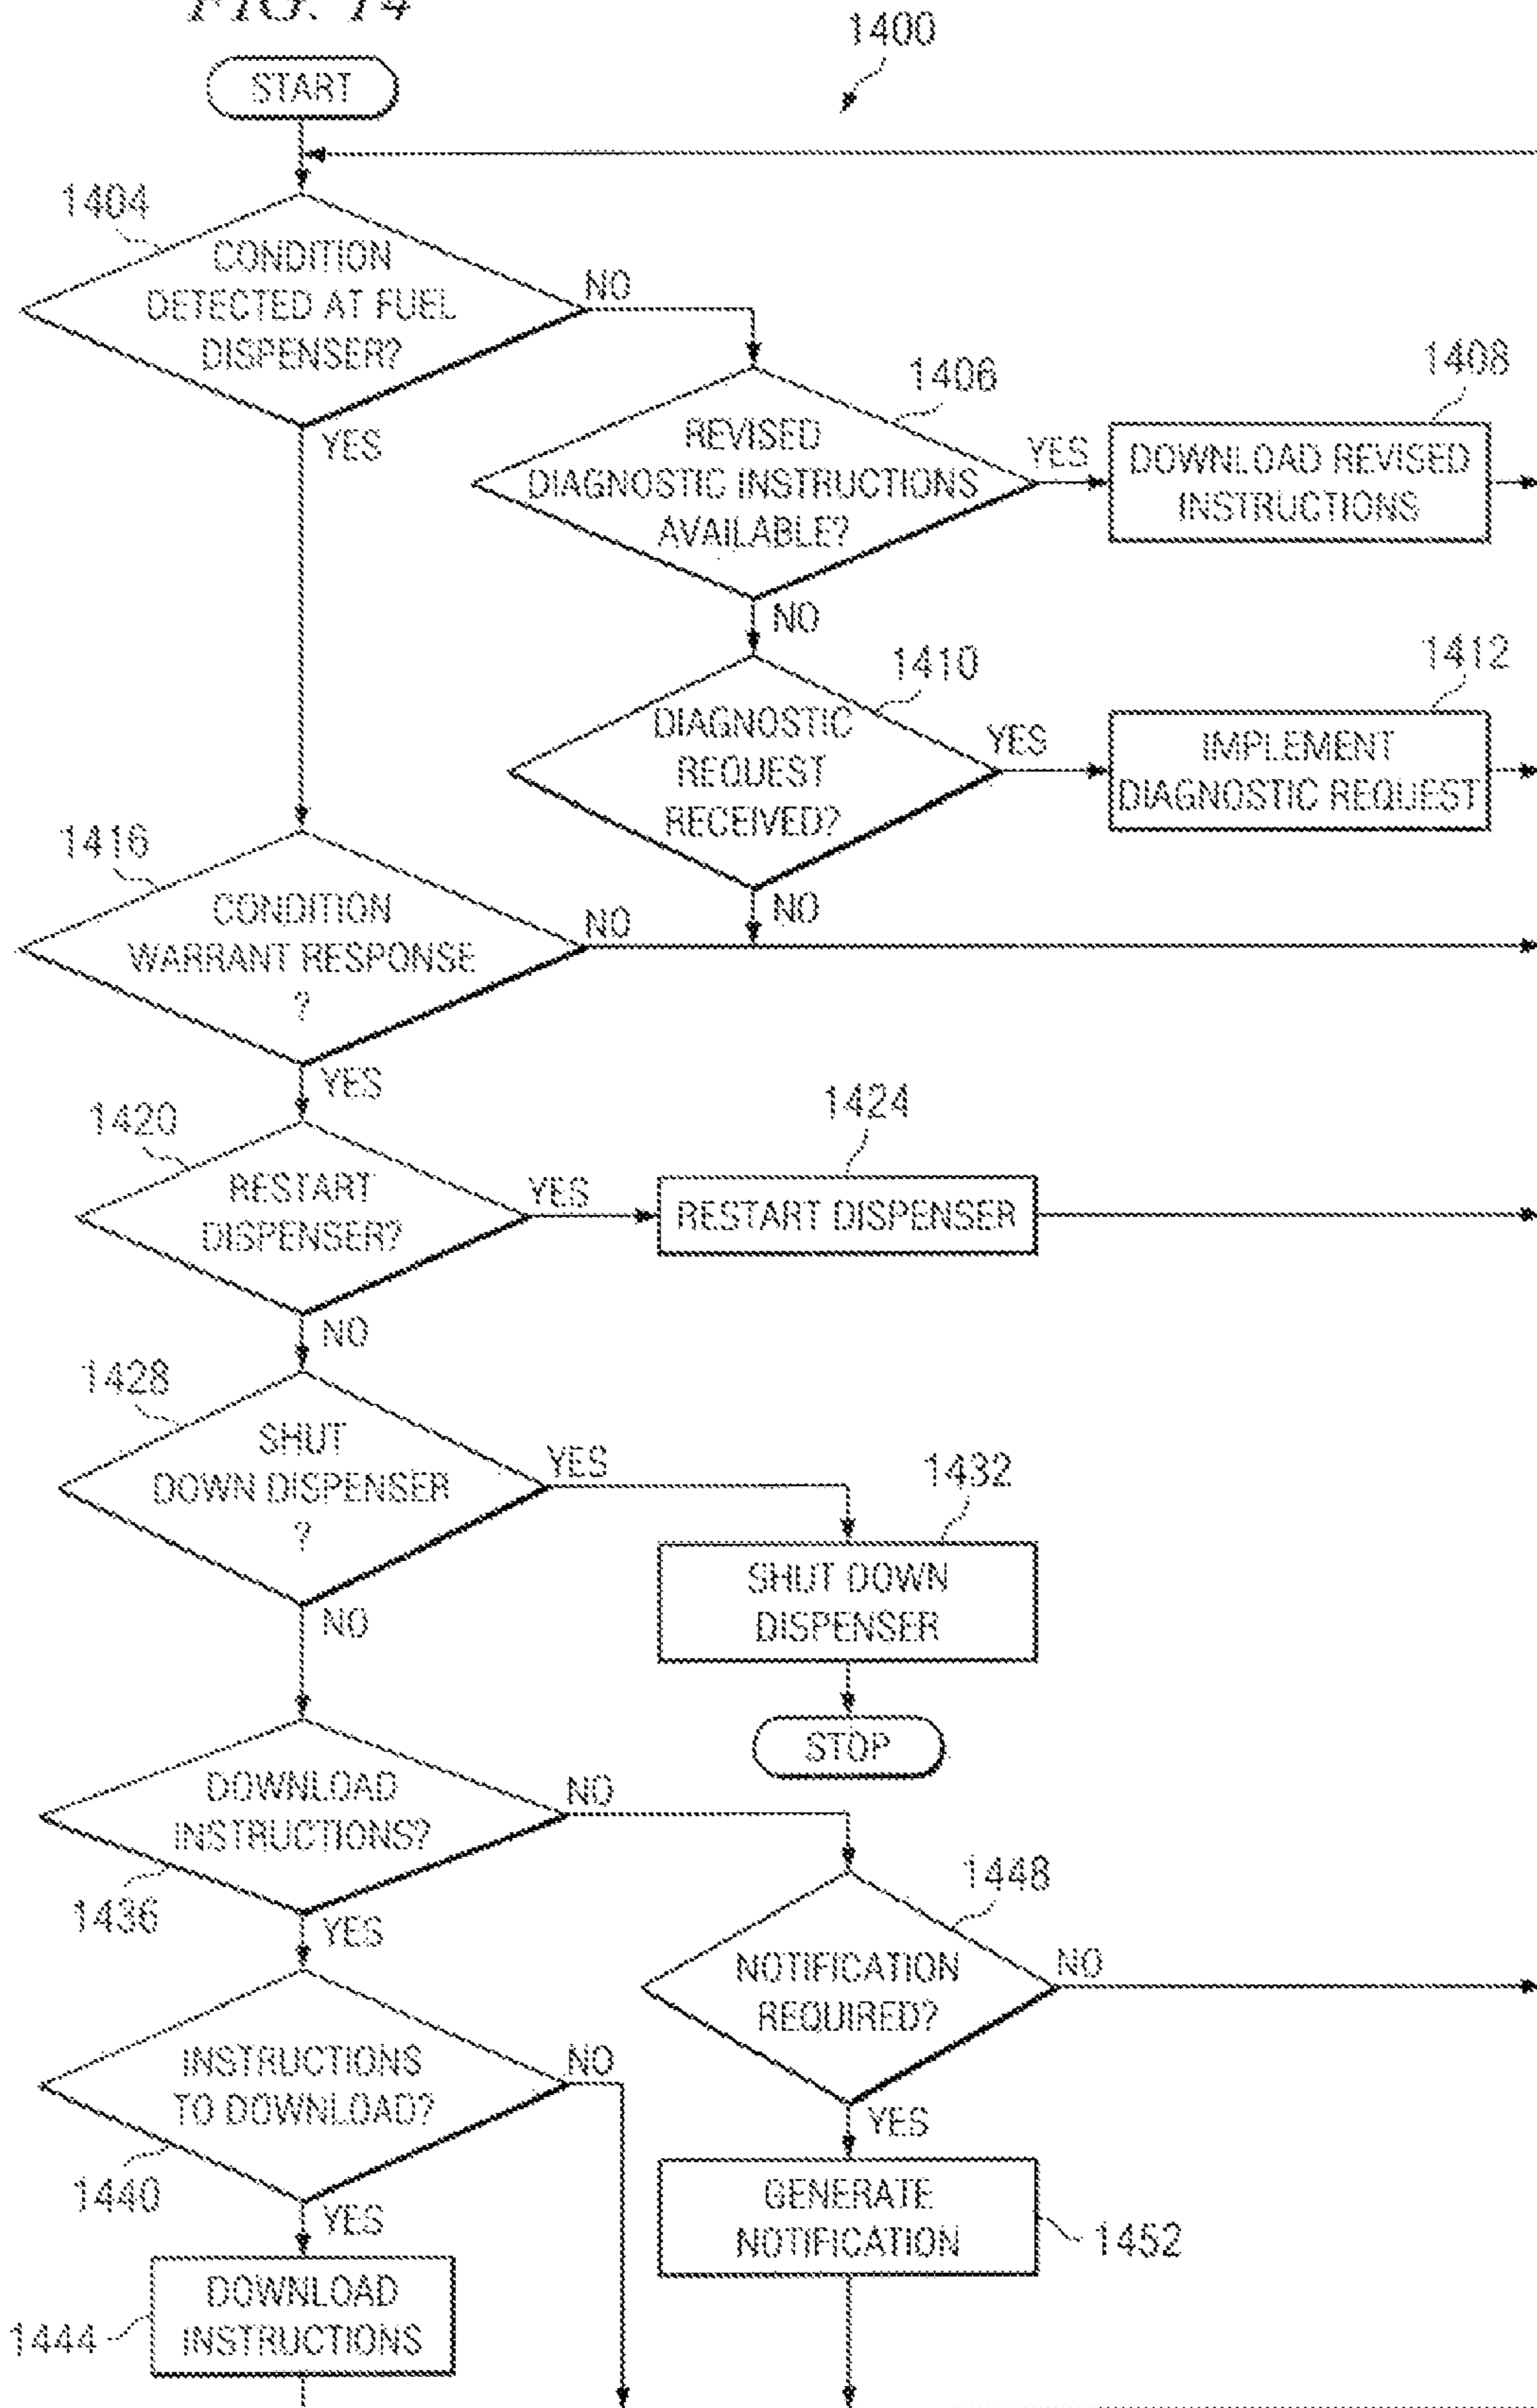 FIG. 14
1400
START
1404
CONDITION
DETECTED AT FUEL
DISPENSER?
NO
YES
1406
REVISED
DIAGNOSTIC INSTRUCTIONS
AVAILABLE?
YES
NO
1408
DOWNLOAD REVISED
INSTRUCTIONS
1410
DIAGNOSTIC
REQUEST
RECEIVED?
YES
NO
1412
IMPLEMENT
DIAGNOSTIC REQUEST
1416
CONDITION
WARRANT RESPONSE
?
NO
YES
1420
RESTART
DISPENSER?
YES
NO
1424
RESTART DISPENSER
1428
SHUT
DOWN DISPENSER
?
YES
NO
1432
SHUT DOWN
DISPENSER
STOP
DOWNLOAD
INSTRUCTIONS?
1436
NO
YES
1448
NOTIFICATION
REQUIRED?
NO
YES
INSTRUCTIONS
TO DOWNLOAD?
1440
NO
YES
GENERATE
NOTIFICATION
1452
DOWNLOAD
INSTRUCTIONS
1444